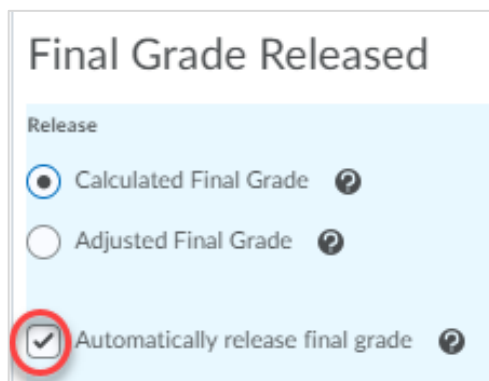 Final Grade Released
Release
Calculated Final Grade
Adjusted Final Grade
Automatically release final grade